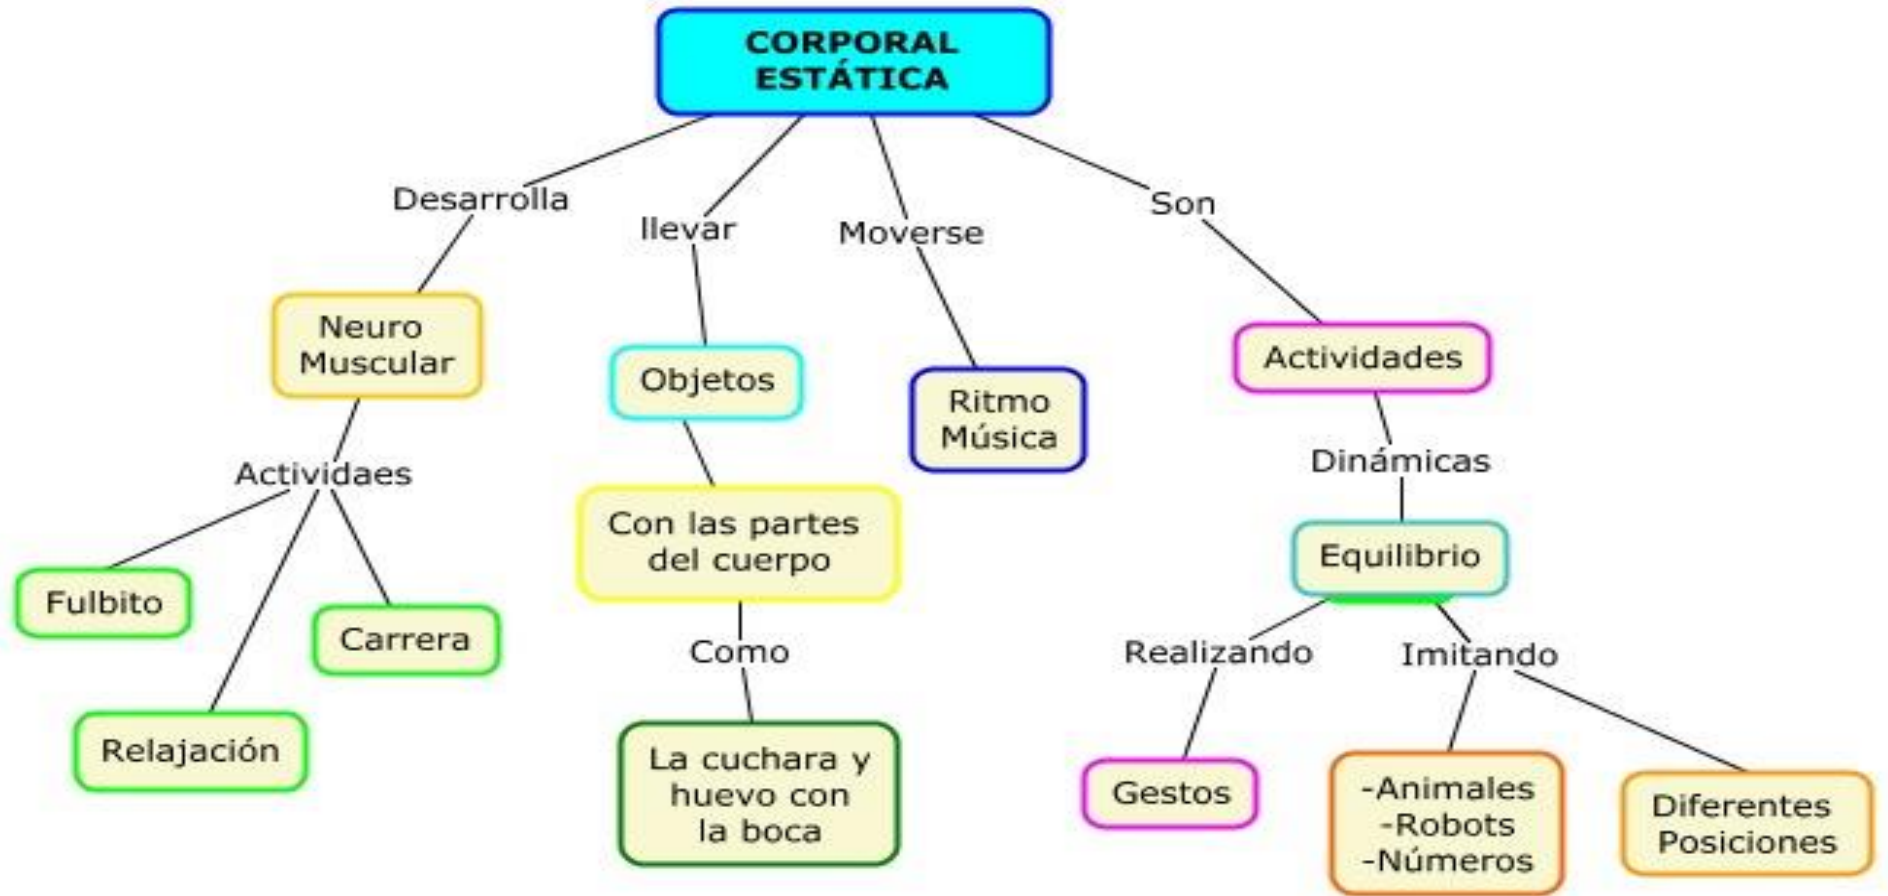 CORPORAL
ESTÁTICA
Desarrolla
llevar
Moverse
Son
Neuro
Muscular
Objetos
Ritmo
Música
Actividades
Actividaes
Dinámicas
Con las partes
del cuerpo
Equilibrio
Fulbito
Carrera
Relajación
Como
La cuchara y
huevo con
la boca
Realizando
Imitando
Gestos
-Animales
-Robots
-Números
Diferentes
Posiciones